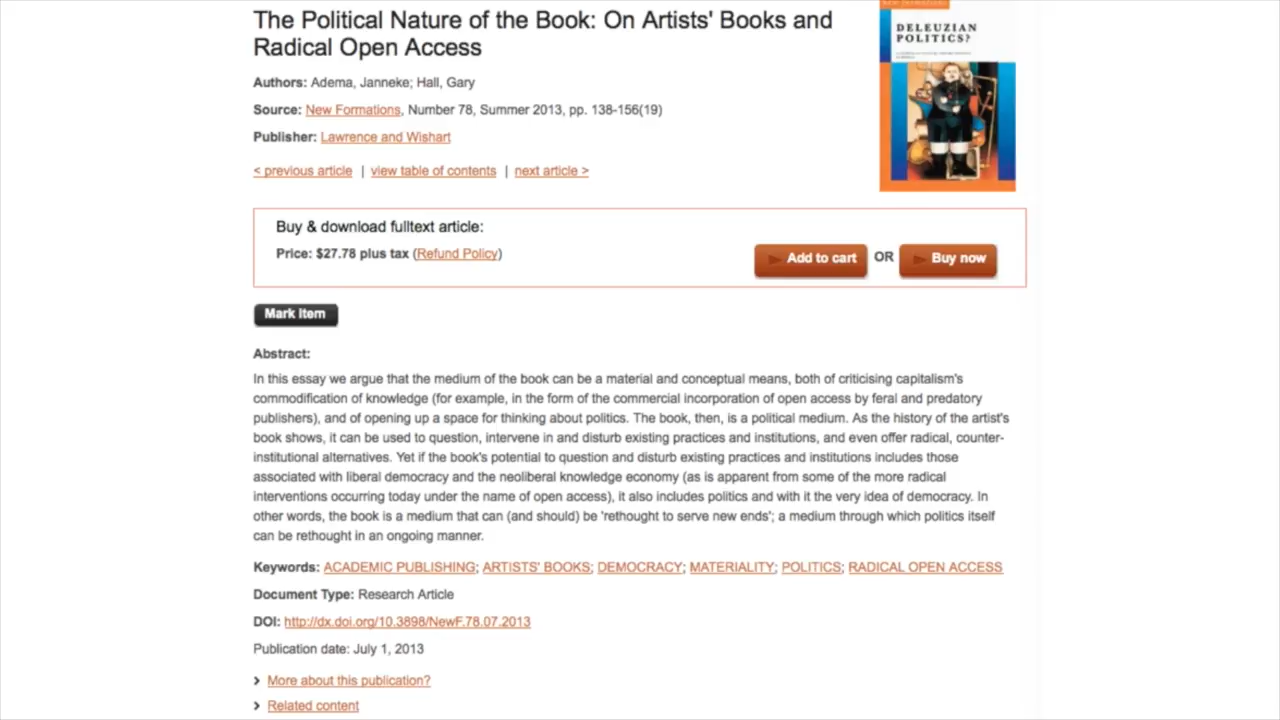 The Political Nature of the Book: On Artists' Books and
Radical Open Access
Authors: Adema, Janneke; Hall, Gary
Source: New Formations, Number 78, Summer 2013, pp. 138-156(19)
Publisher: Lawrence and Wishart
< previous article | view table of contents | next article >
DELEUZIAN
POLITICS?
Buy & download fulltext article:
Price: $27.78 plus tax (Refund Policy)
Add to cart OR Buy now
Mark item
Abstract:
In this essay we argue that the medium of the book can be a material and conceptual means, both of criticising capitalism's
commodification of knowledge (for example, in the form of the commercial incorporation of open access by feral and predatory
publishers), and of opening up a space for thinking about politics. The book, then, is a political medium. As the history of the artist's
book shows, it can be used to question, intervene in and disturb existing practices and institutions, and even offer radical, counter-
institutional alternatives. Yet if the book's potential to question and disturb existing practices and institutions includes those
associated with liberal democracy and the neoliberal knowledge economy (as is apparent from some of the more radical
interventions occurring today under the name of open access), it also includes politics and with it the very idea of democracy. In
other words, the book is a medium that can (and should) be 'rethought to serve new ends'; a medium through which politics itself
can be rethought in an ongoing manner.
Keywords: ACADEMIC PUBLISHING; ARTISTS' BOOKS; DEMOCRACY; MATERIALITY; POLITICS; RADICAL OPEN ACCESS
Document Type: Research Article
DOI: http://dx.doi.org/10.3898/NewF.78.07.2013
Publication date: July 1, 2013
More about this publication?
Related content